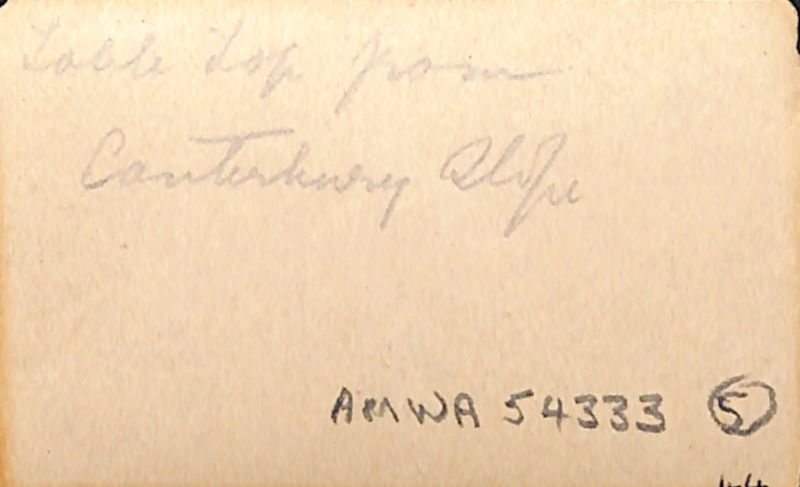 Table Top from
Canterbury Slope
AMWA 54333 5